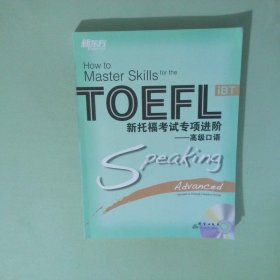 新东方
How to
Master Skills for the
TOEFL iBT
新托福考试专项进阶
——高级口语
Speaking
Advanced